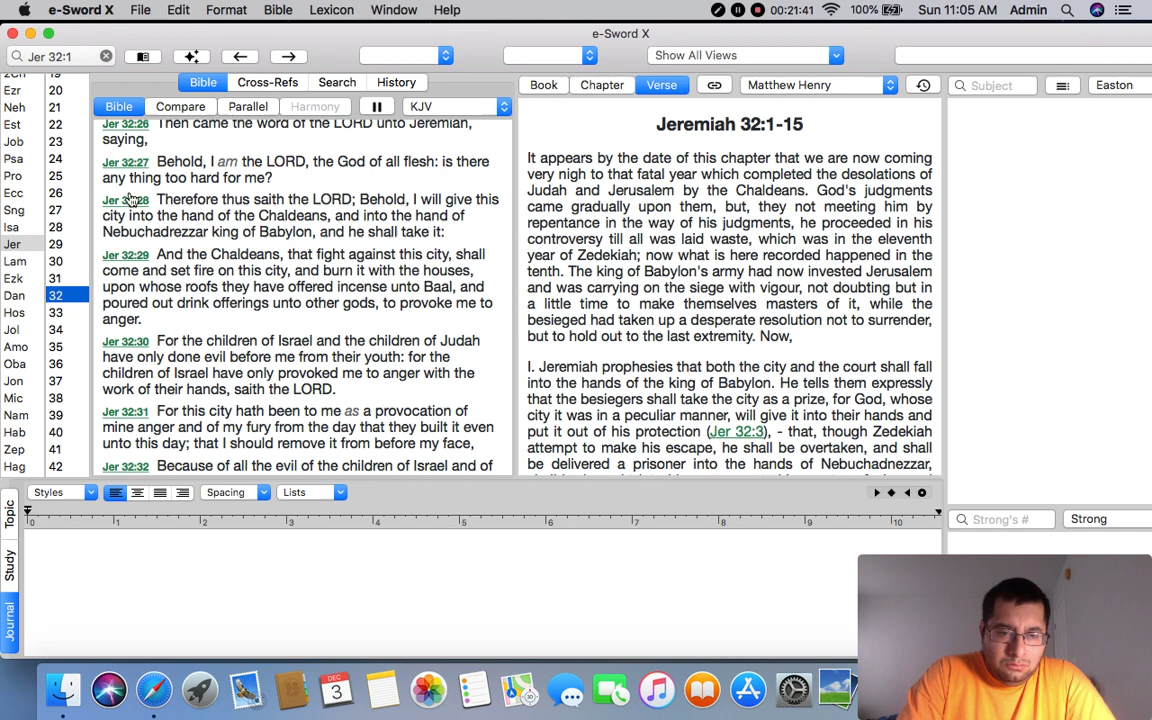 e-Sword X File Edit Format Bible Lexicon Window Help 00:21:41 100% Sun 11:05 AM Admin
e-Sword X
Jer 32:1 Show All Views
Bible Cross-Refs Search History
Book Chapter Verse Matthew Henry Subject Easton
Bible Compare Parallel Harmony KJV
19
Ezr 20
Neh 21
Est 22
Job 23
Psa 24
Pro 25
Ecc 26
Sng 27
Isa 28
Jer 29
Lam 30
Ezk 31
Dan 32
Hos 33
Jol 34
Amo 35
Oba 36
Jon 37
Mic 38
Nam 39
Hab 40
Zep 41
Hag 42
Jer 32:26 Then came the word of the LORD unto Jeremiah,
saying,
Jer 32:27 Behold, I am the LORD, the God of all flesh: is there
any thing too hard for me?
Therefore thus saith the LORD; Behold, I will give this
city into the hand of the Chaldeans, and into the hand of
Nebuchadrezzar king of Babylon, and he shall take it:
Jer 32:29 And the Chaldeans, that fight against this city, shall
come and set fire on this city, and burn it with the houses,
upon whose roofs they have offered incense unto Baal, and
poured out drink offerings unto other gods, to provoke me to
anger.
Jer 32:30 For the children of Israel and the children of Judah
have only done evil before me from their youth: for the
children of Israel have only provoked me to anger with the
work of their hands, saith the LORD.
Jer 32:31 For this city hath been to me as a provocation of
mine anger and of my fury from the day that they built it even
unto this day; that I should remove it from before my face,
Jer 32:32 Because of all the evil of the children of Israel and of
Jeremiah 32:1-15
It appears by the date of this chapter that we are now coming
very nigh to that fatal year which completed the desolations of
Judah and Jerusalem by the Chaldeans. God's judgments
came gradually upon them, but, they not meeting him by
repentance in the way of his judgments, he proceeded in his
controversy till all was laid waste, which was in the eleventh
year of Zedekiah; now what is here recorded happened in the
tenth. The king of Babylon's army had now invested Jerusalem
and was carrying on the siege with vigour, not doubting but in
a little time to make themselves masters of it, while the
besieged had taken up a desperate resolution not to surrender,
but to hold out to the last extremity. Now,
I. Jeremiah prophesies that both the city and the court shall fall
into the hands of the king of Babylon. He tells them expressly
that the besiegers shall take the city as a prize, for God, whose
city it was in a peculiar manner, will give it into their hands and
put it out of his protection (Jer 32:3), - that, though Zedekiah
attempt to make his escape, he shall be overtaken, and shall
be delivered a prisoner into the hands of Nebuchadnezzar,
Styles Spacing Lists
0 1 2 3 4 5 6 7 8 9 10
Strong's # Strong
Topic
Study
Journal
DEC
3